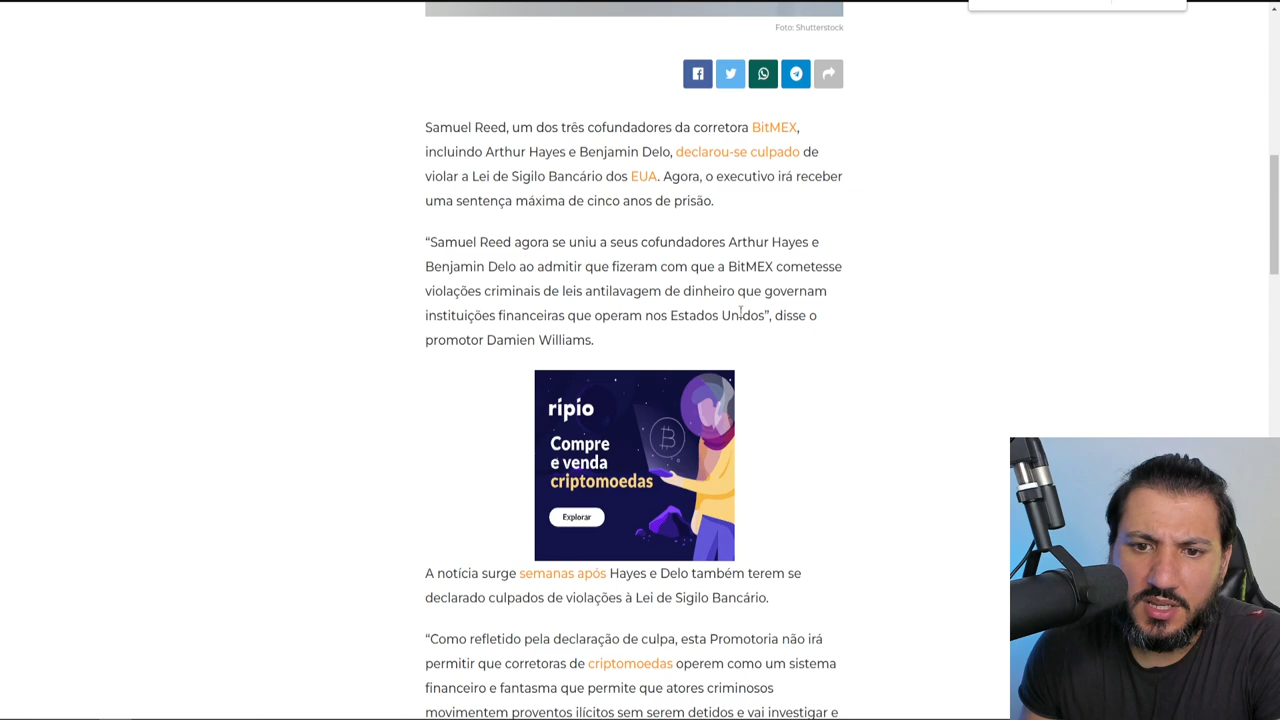 Foto: Shutterstock
Samuel Reed, um dos três cofundadores da corretora BitMEX,
incluindo Arthur Hayes e Benjamin Delo, declarou-se culpado de
violar a Lei de Sigilo Bancário dos EUA. Agora, o executivo irá receber
uma sentença máxima de cinco anos de prisão.
“Samuel Reed agora se uniu a seus cofundadores Arthur Hayes e
Benjamin Delo ao admitir que fizeram com que a BitMEX cometesse
violações criminais de leis antilavagem de dinheiro que governam
instituições financeiras que operam nos Estados Unidos”, disse o
promotor Damien Williams.
ripio
Compre
e venda
criptomoedas
Explorar
A notícia surge semanas após Hayes e Delo também terem se
declarado culpados de violações à Lei de Sigilo Bancário.
“Como refletido pela declaração de culpa, esta Promotoria não irá
permitir que corretoras de criptomoedas operem como um sistema
financeiro e fantasma que permite que atores criminosos
movimentem proventos ilícitos sem serem detidos e vai investigar e